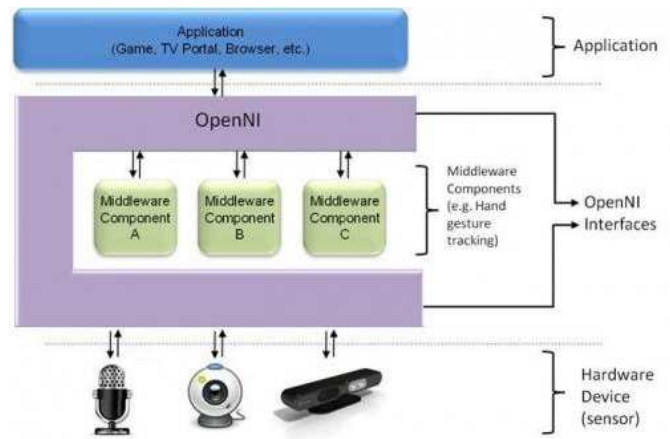 Application
(Game, TV Portal, Browser, etc.)
Application
OpenNI
Middleware
Component
A
Middleware
Component
B
Middleware
Component
C
Middleware
Components
(e.g. Hand
gesture
tracking)
OpenNI
Interfaces
Hardware
Device
(sensor)